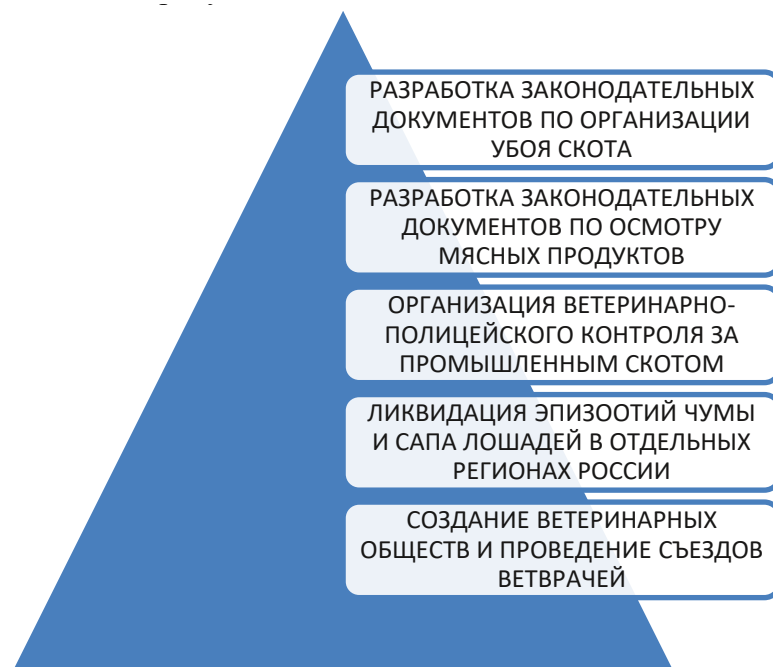 РАЗРАБОТКА ЗАКОНОДАТЕЛЬНЫХ
ДОКУМЕНТОВ ПО ОРГАНИЗАЦИИ
УБОЯ СКОТА
РАЗРАБОТКА ЗАКОНОДАТЕЛЬНЫХ
ДОКУМЕНТОВ ПО ОСМОТРУ
МЯСНЫХ ПРОДУКТОВ
ОРГАНИЗАЦИЯ ВЕТЕРИНАРНО-
ПОЛИЦЕЙСКОГО КОНТРОЛЯ ЗА
ПРОМЫШЛЕННЫМ СКОТОМ
ЛИКВИДАЦИЯ ЭПИЗООТИЙ ЧУМЫ
И САПА ЛОШАДЕЙ В ОТДЕЛЬНЫХ
РЕГИОНАХ РОССИИ
СОЗДАНИЕ ВЕТЕРИНАРНЫХ
ОБЩЕСТВ И ПРОВЕДЕНИЕ СЪЕЗДОВ
ВЕТВРАЧЕЙ